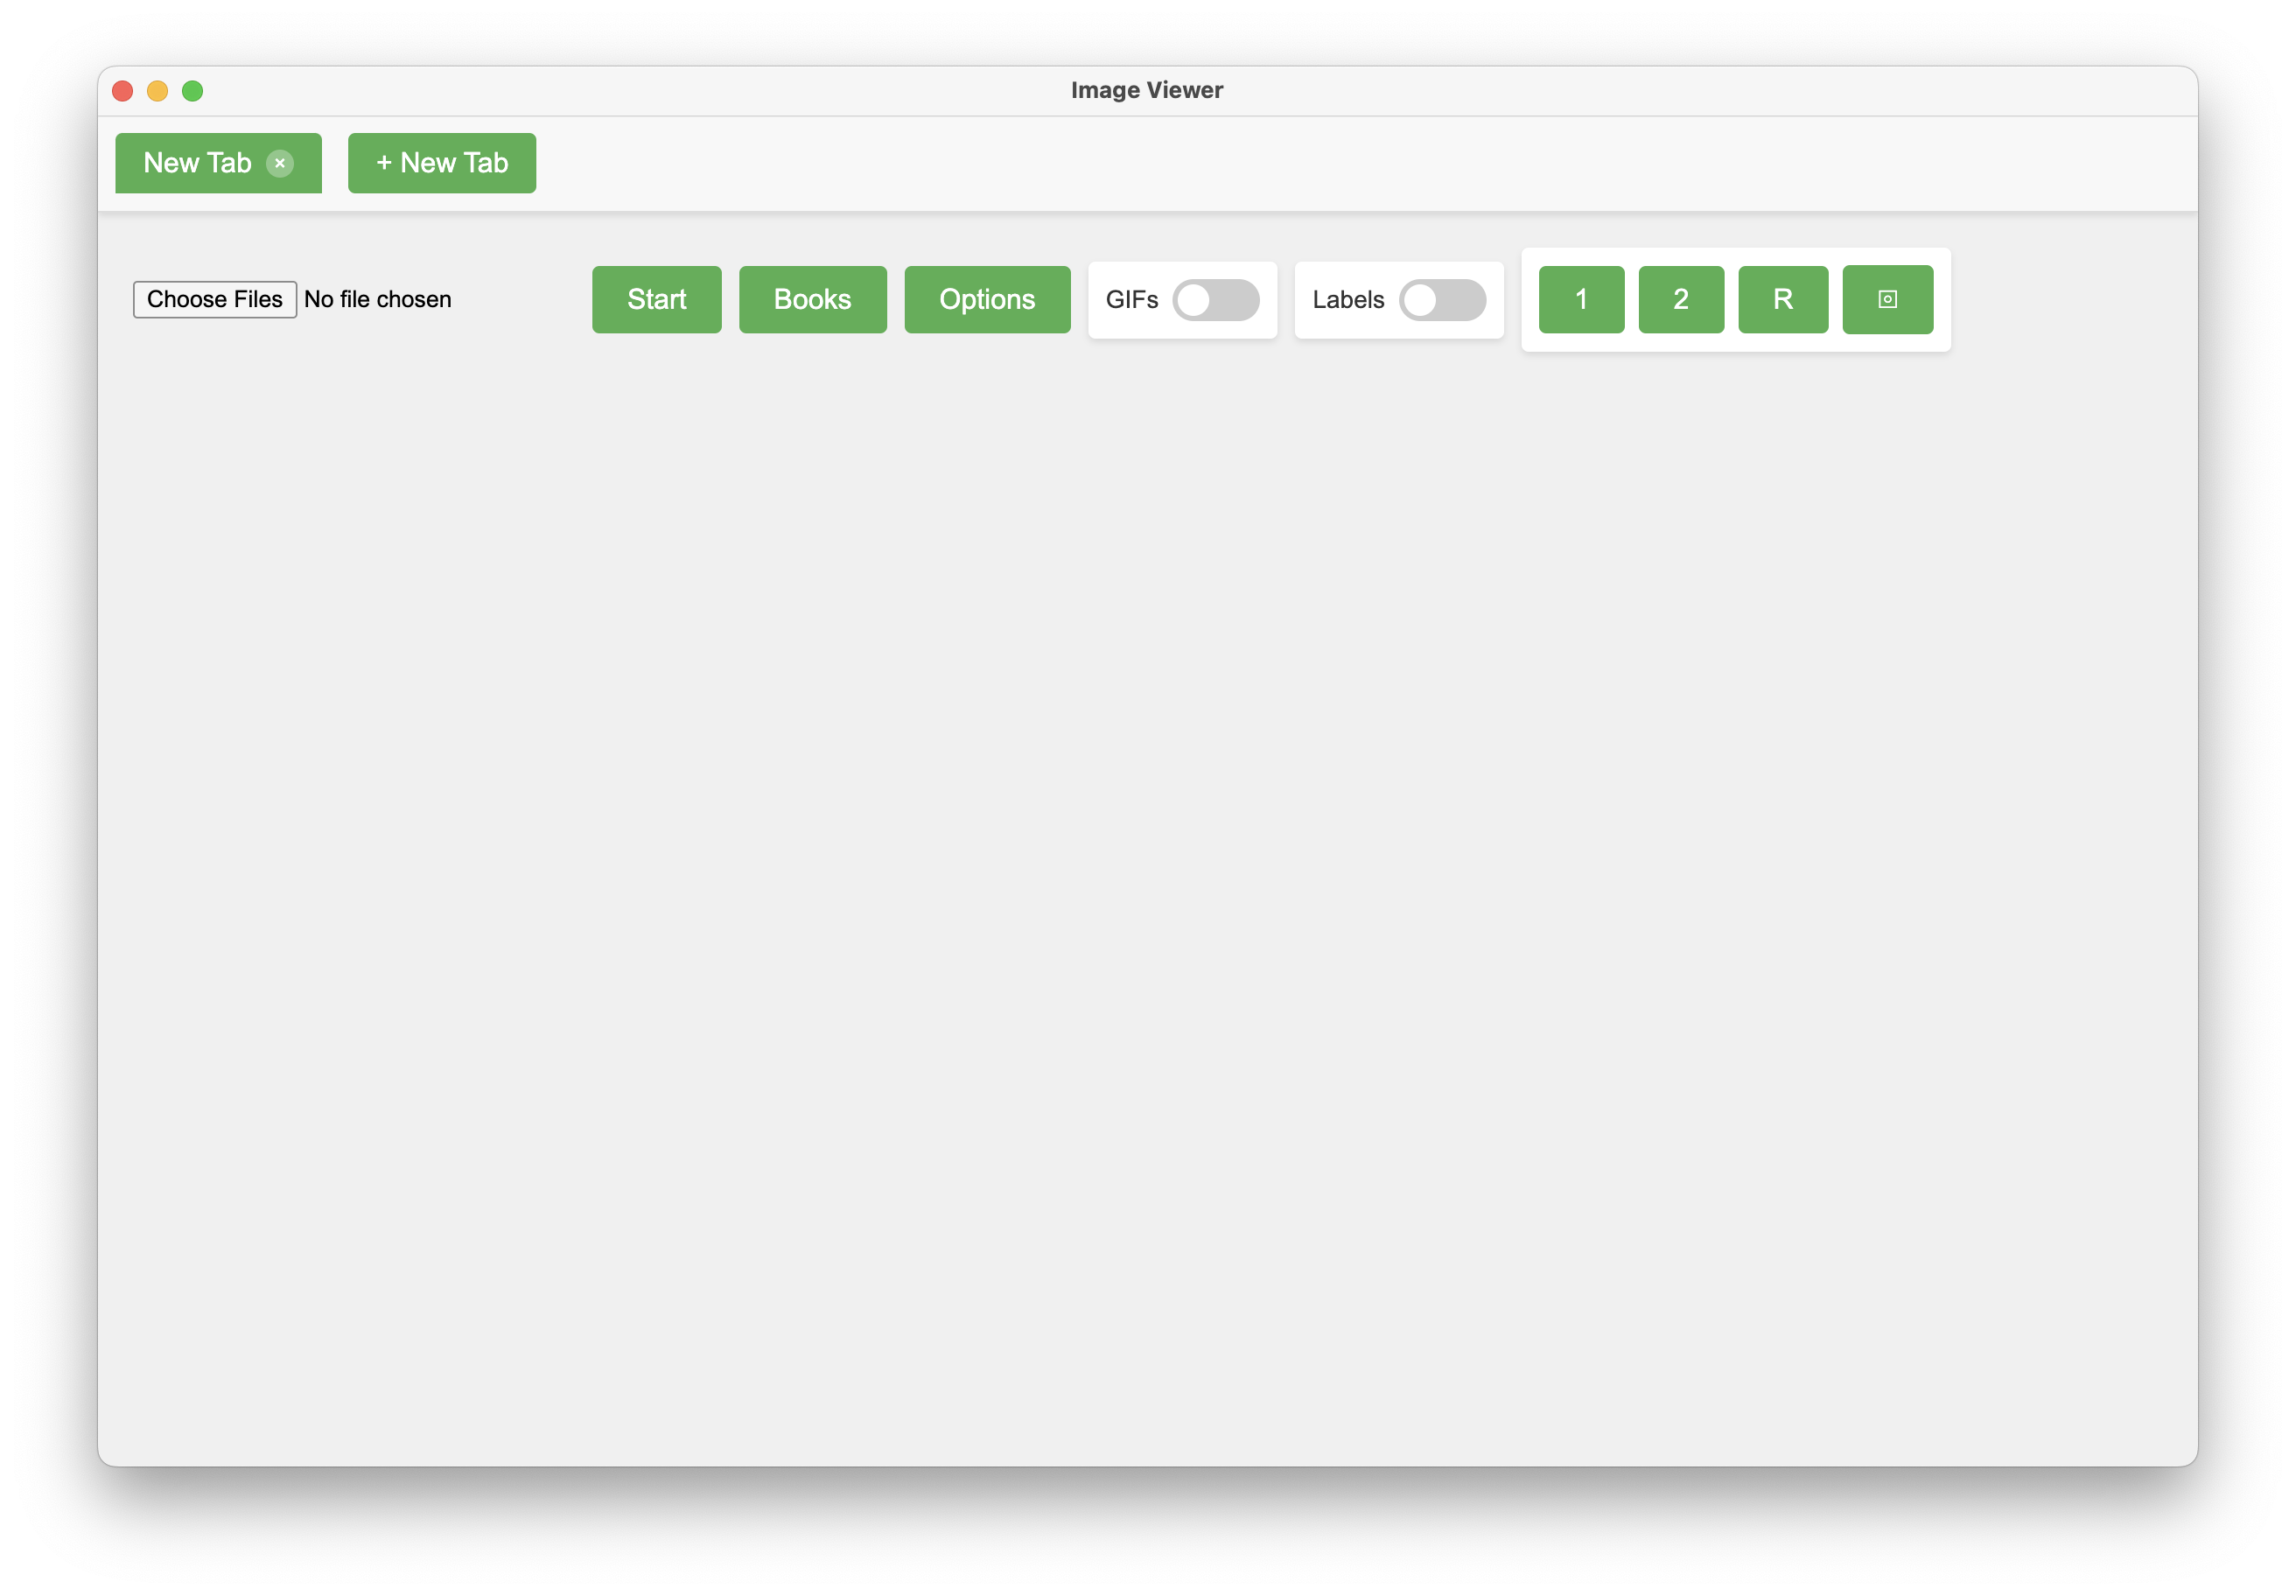 Image Viewer
New Tab ×
+ New Tab
Choose Files No file chosen Start Books Options GIFs Labels 1 2 R